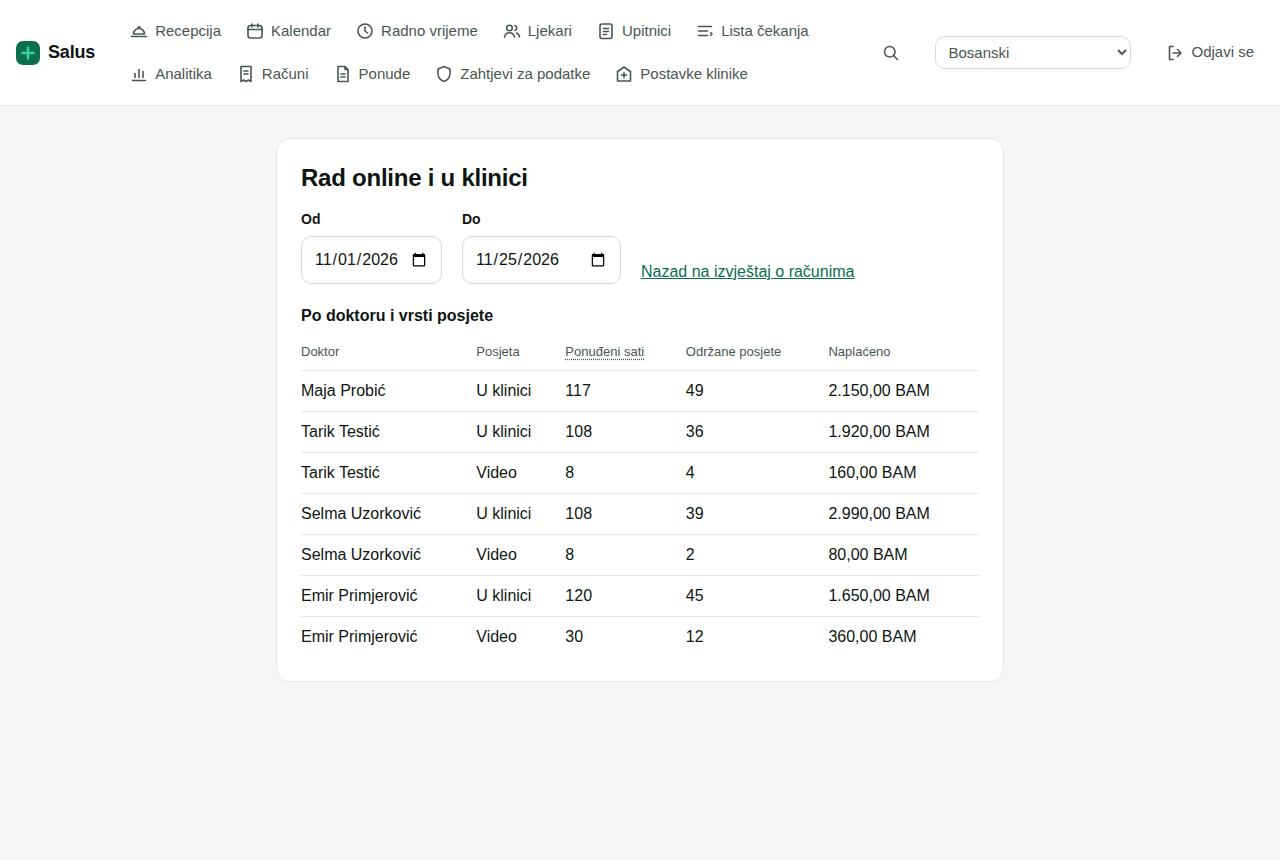 Salus
Recepcija Kalendar Radno vrijeme Ljekari Upitnici Lista čekanja
Analitika Računi Ponude Zahtjevi za podatke Postavke klinike
Bosanski
Odjavi se
Rad online i u klinici
Od Do
11/01/2026 11/25/2026 Nazad na izvještaj o računima
Po doktoru i vrsti posjete
Doktor Posjeta Ponuđeni sati Održane posjete Naplaćeno
Maja Probić U klinici 117 49 2.150,00 BAM
Tarik Testić U klinici 108 36 1.920,00 BAM
Tarik Testić Video 8 4 160,00 BAM
Selma Uzorković U klinici 108 39 2.990,00 BAM
Selma Uzorković Video 8 2 80,00 BAM
Emir Primjerović U klinici 120 45 1.650,00 BAM
Emir Primjerović Video 30 12 360,00 BAM